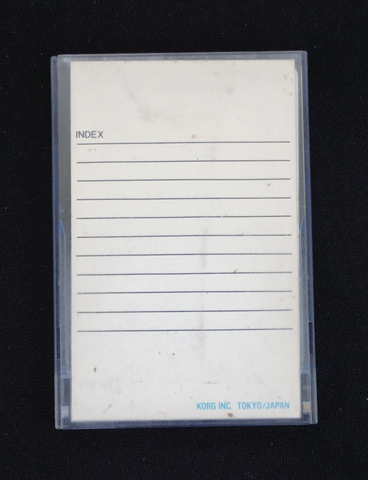 INDEX
KORG INC. TOKYO/JAPAN